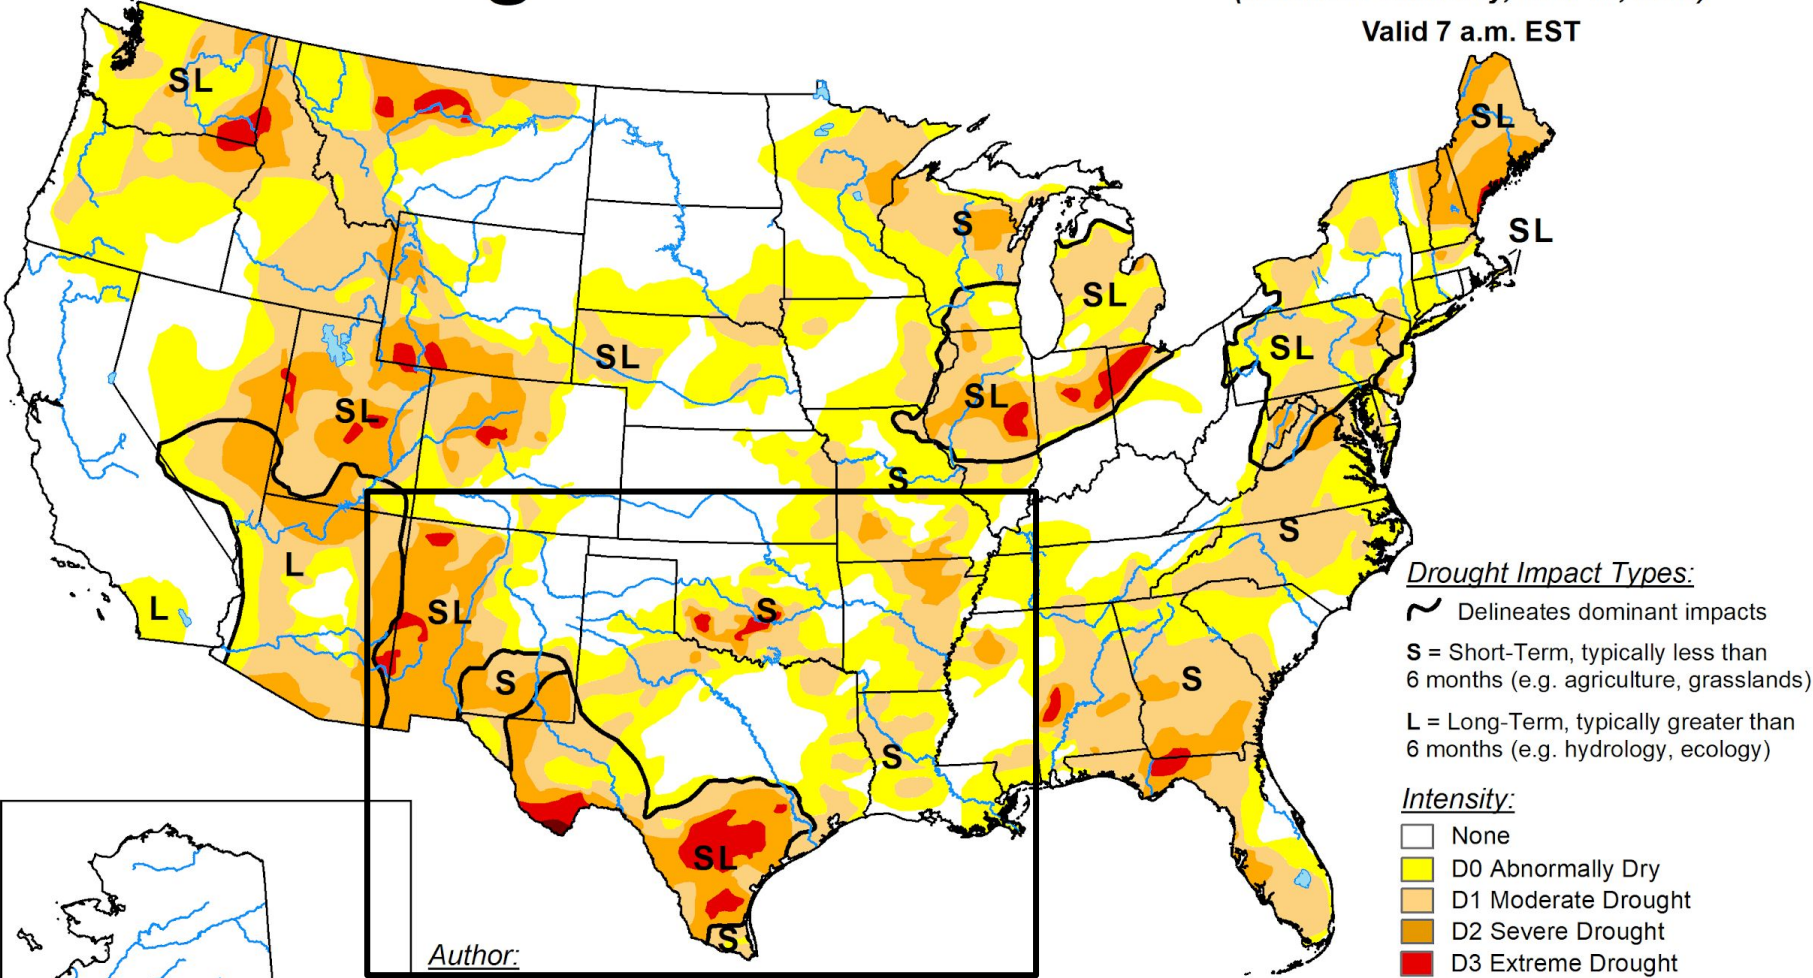 Valid 7 a.m. EST
SL
SL
SL
S
SL
SL
SL
SL
SL
S
L
S
L
SL
S
S
S
S
SL
S
Drought Impact Types:
Delineates dominant impacts
S = Short-Term, typically less than
6 months (e.g. agriculture, grasslands)
L = Long-Term, typically greater than
6 months (e.g. hydrology, ecology)
Intensity:
None
D0 Abnormally Dry
D1 Moderate Drought
D2 Severe Drought
D3 Extreme Drought
Author: